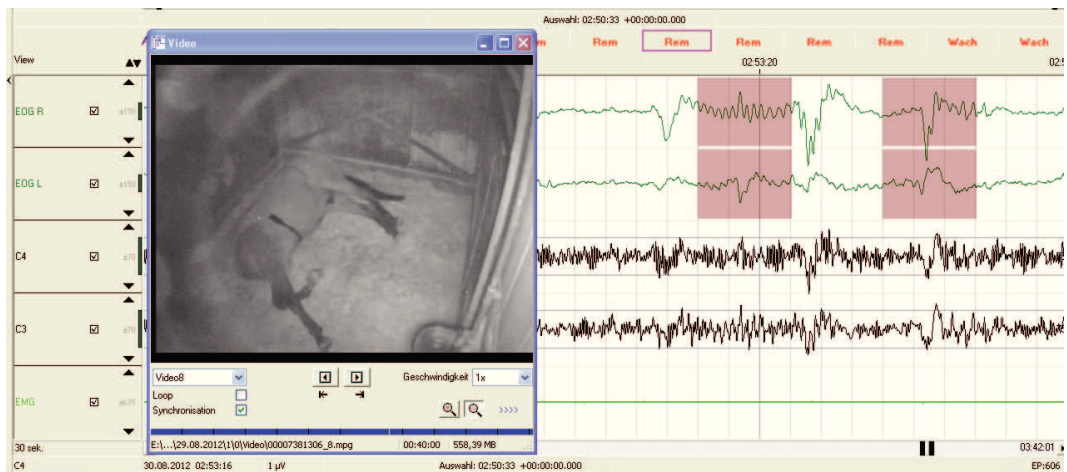 Auswahl: 02:50:33 +00:00:00.000
Video
Rem Rem Rem Rem Rem Wach Wach
View
02:53:20
EOG R
EOG L
C4
C3
EMG
Video8
Geschwindigkeit 1x
Loop
Synchronisation
>>>>
E:\...\29.08.2012\1\0\Video\00007381306_8.mpg 00:40:00 558,39 MB
30 sek.
03:42:01
C4 30.08.2012 02:53:16 1 µV Auswahl: 02:50:33 +00:00:00.000 EP:606